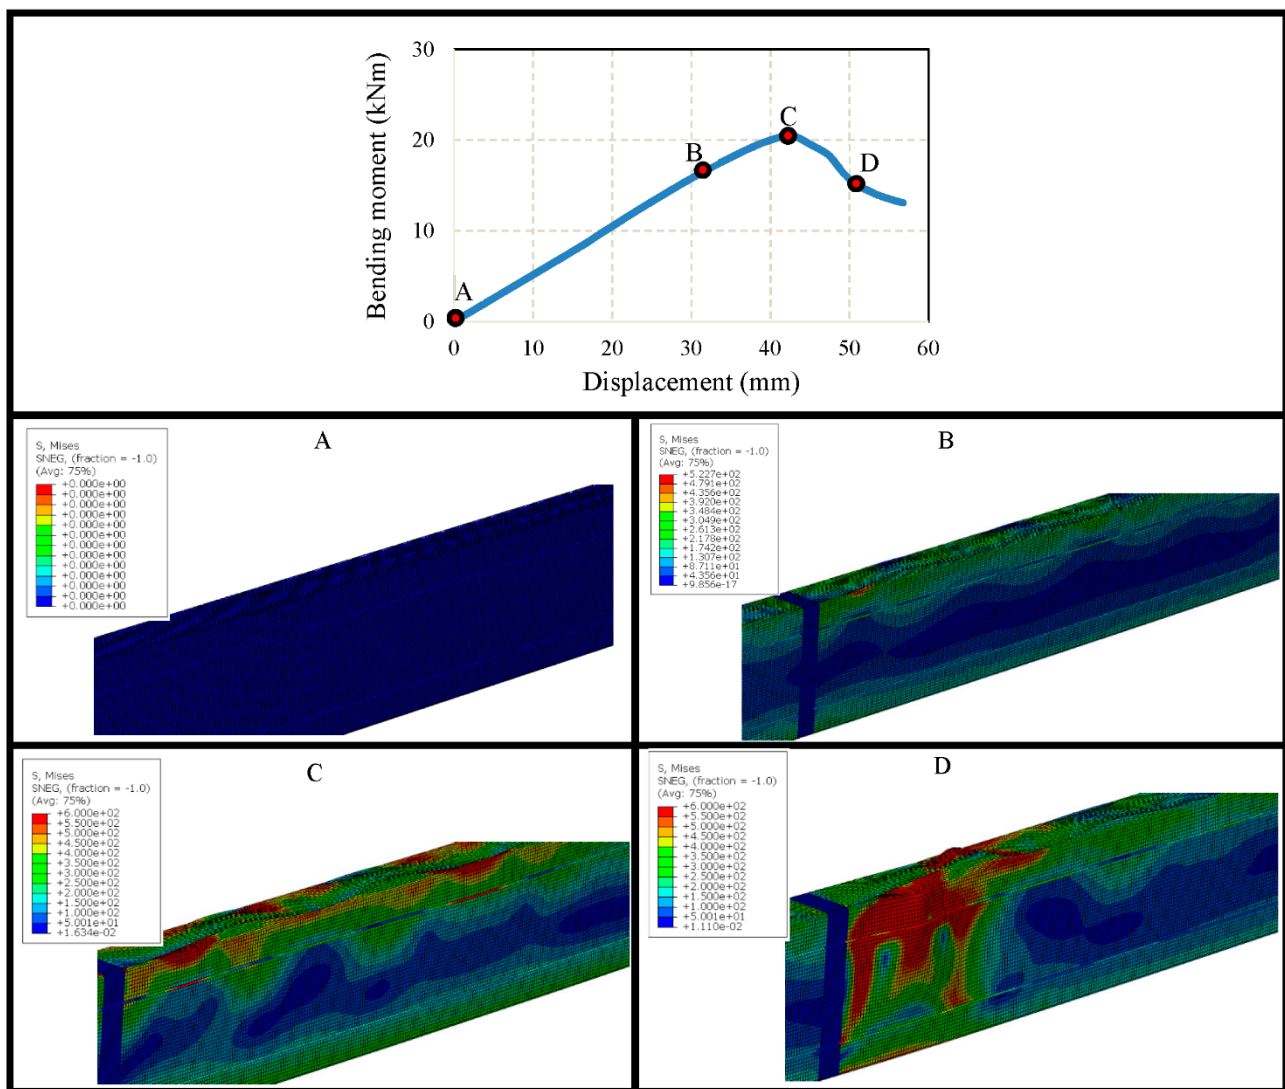 30
20
10
0
Bending moment (kNm)
A
B
C
D
0 10 20 30 40 50 60
Displacement (mm)
A
S, Mises
SNEG, (fraction = -1.0)
(Avg: 75%)
+0.000e+00
+0.000e+00
+0.000e+00
+0.000e+00
+0.000e+00
+0.000e+00
+0.000e+00
+0.000e+00
+0.000e+00
+0.000e+00
+0.000e+00
+0.000e+00
+0.000e+00
B
S, Mises
SNEG, (fraction = -1.0)
(Avg: 75%)
+5.227e+02
+4.791e+02
+4.356e+02
+3.920e+02
+3.484e+02
+3.049e+02
+2.613e+02
+2.178e+02
+1.742e+02
+1.307e+02
+8.711e+01
+4.356e+01
+9.856e-17
C
S, Mises
SNEG, (fraction = -1.0)
(Avg: 75%)
+6.000e+02
+5.500e+02
+5.000e+02
+4.500e+02
+4.000e+02
+3.500e+02
+3.000e+02
+2.500e+02
+2.000e+02
+1.500e+02
+1.000e+02
+5.001e+01
+1.634e-02
D
S, Mises
SNEG, (fraction = -1.0)
(Avg: 75%)
+6.000e+02
+5.500e+02
+5.000e+02
+4.500e+02
+4.000e+02
+3.500e+02
+3.000e+02
+2.500e+02
+2.000e+02
+1.500e+02
+1.000e+02
+5.001e+01
+1.110e-02